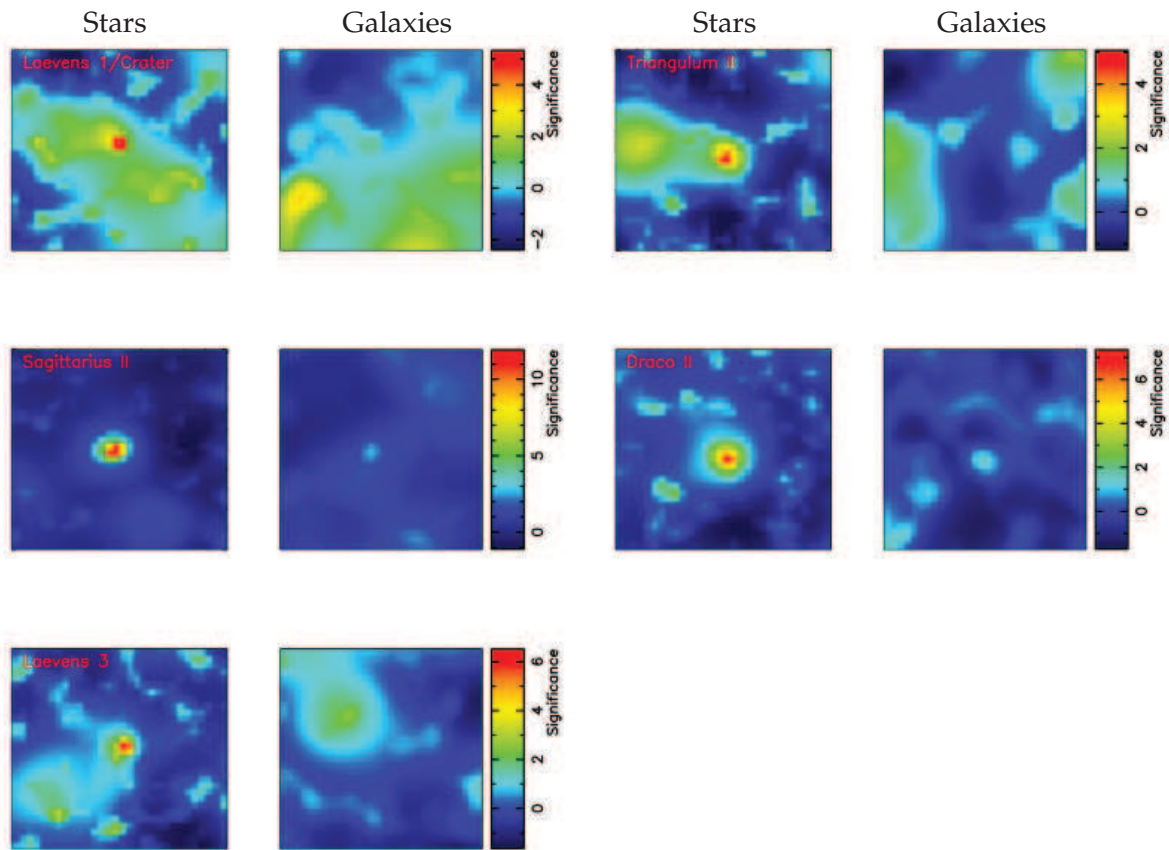 Stars Galaxies Stars Galaxies
Laevens 1/Crater
−2 0 2 4
Significance
Triangulum II
0 2 4
Significance
Sagittarius II
0 5 10
Significance
Draco II
0 2 4 6
Significance
Laevens 3
0 2 4 6
Significance